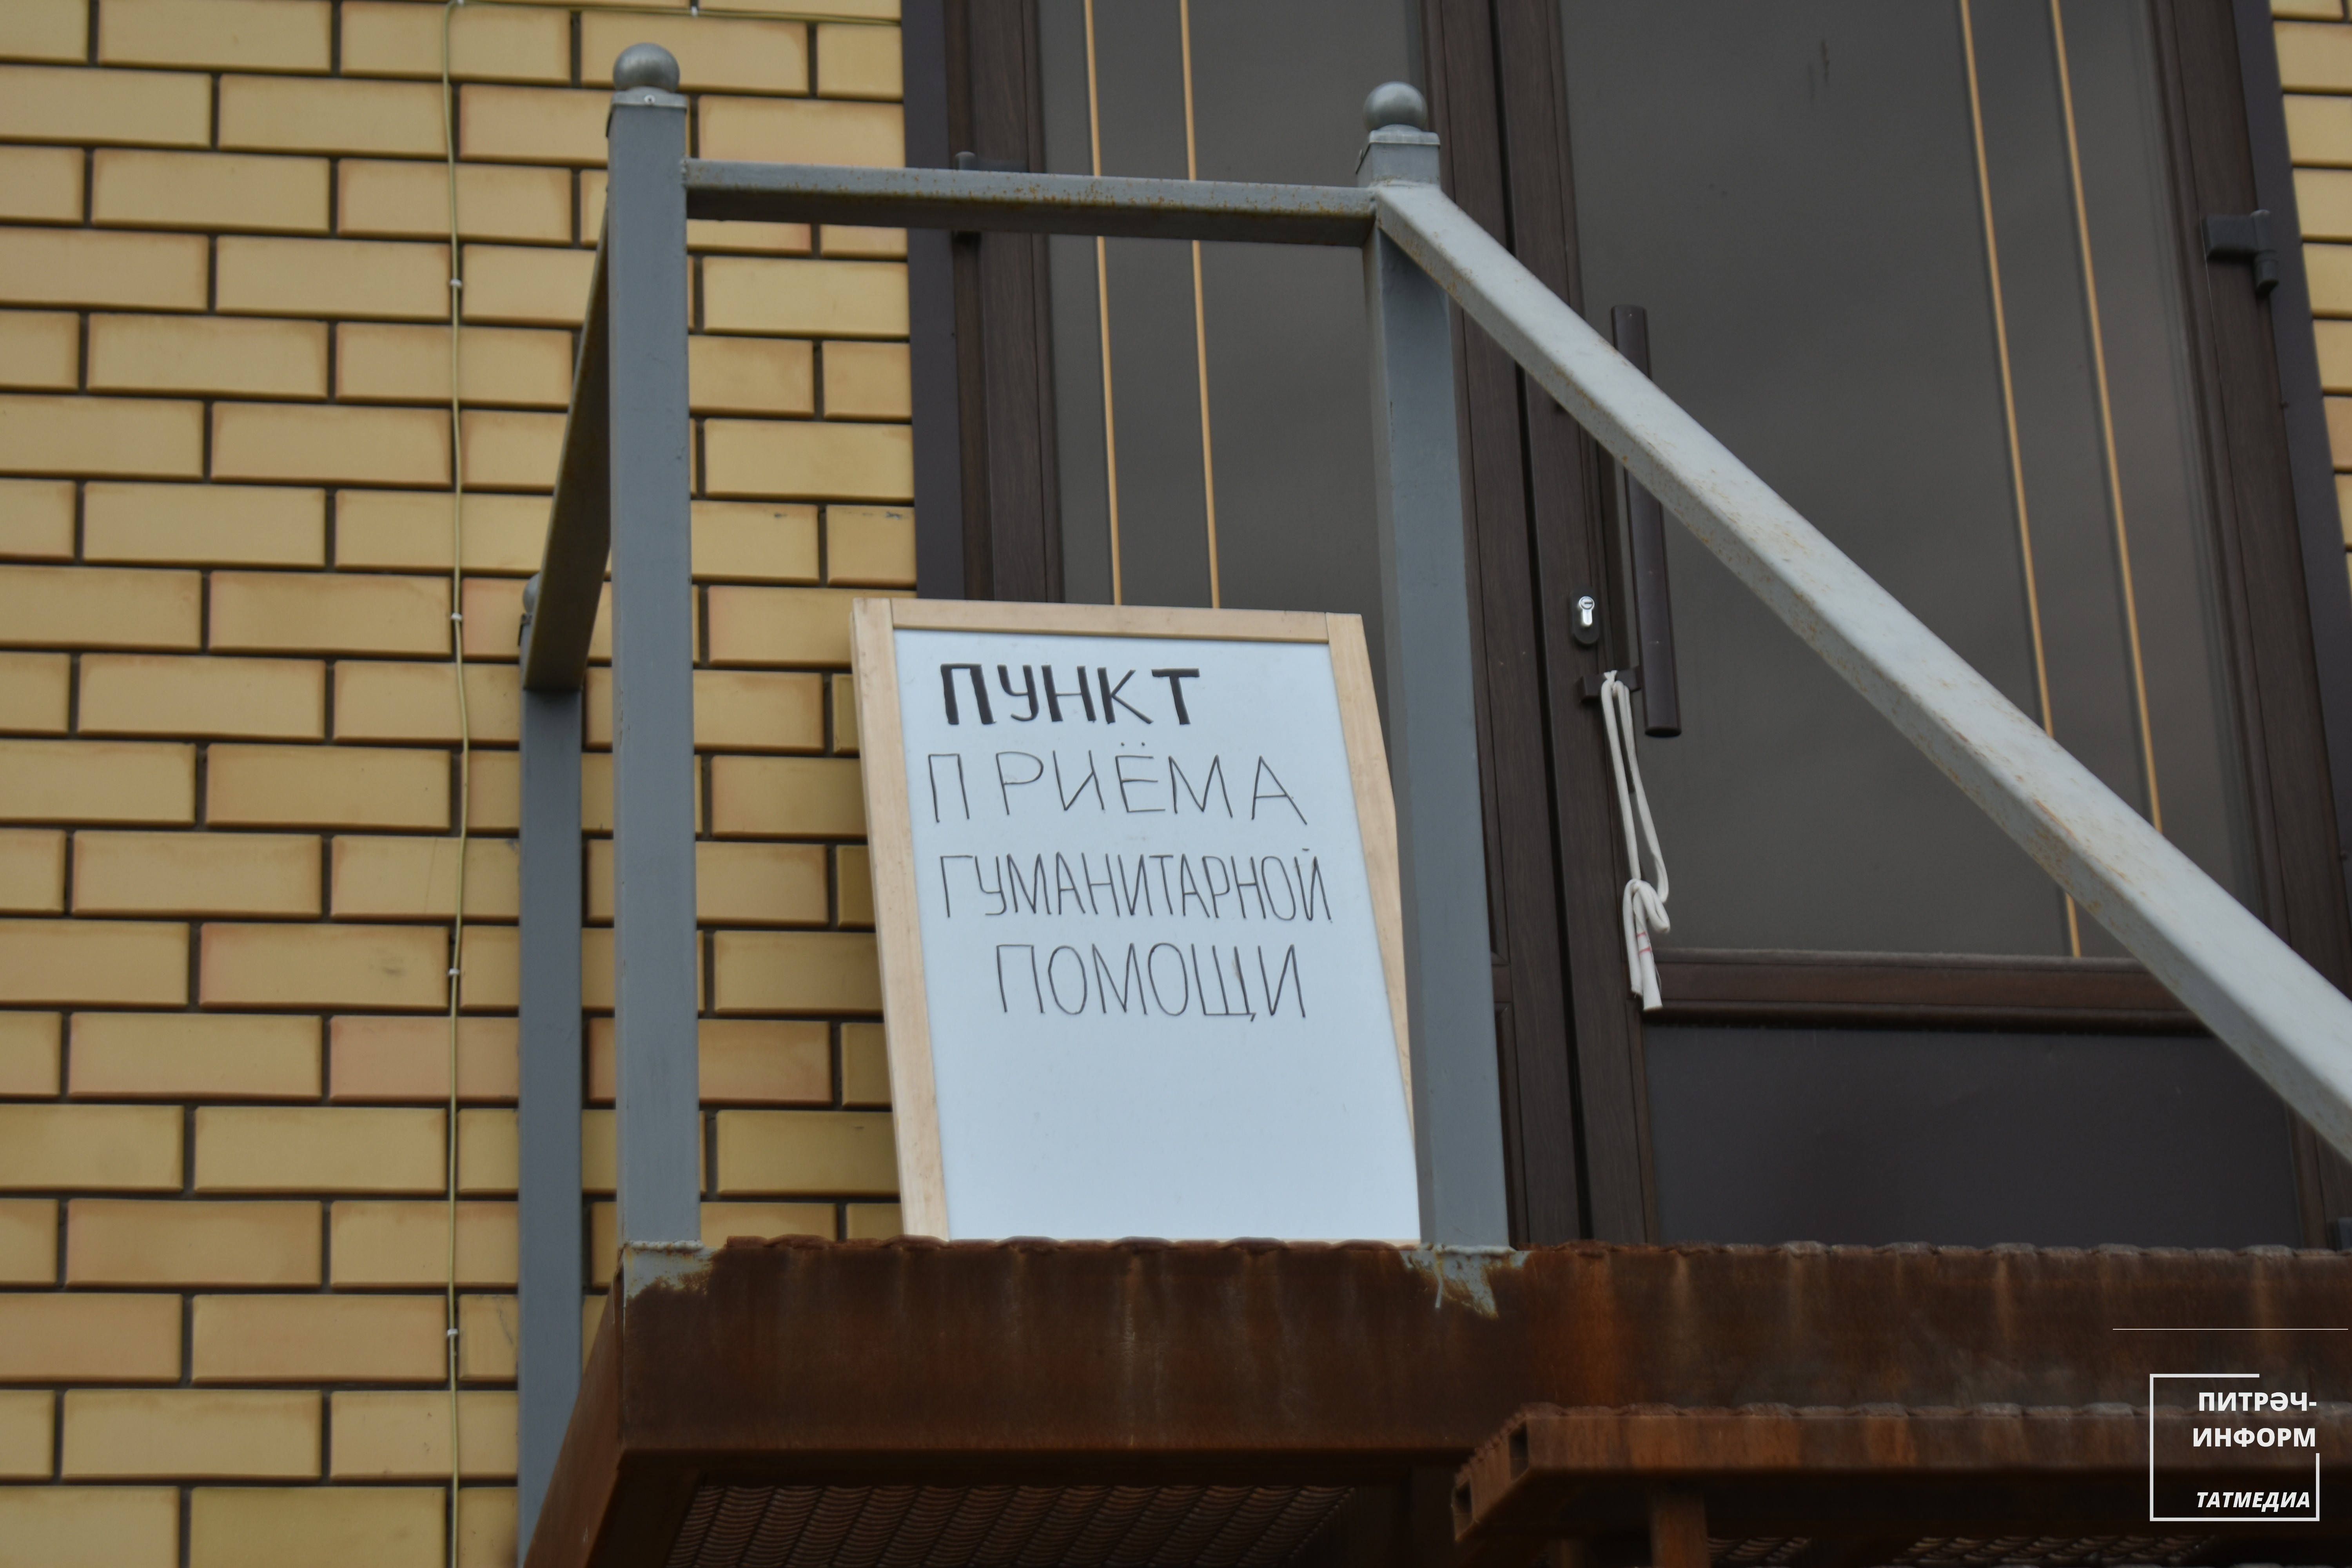 ПУНКТ
ПРИЁМА
ГУМАНИТАРНОЙ
ПОМОЩИ
ПИТРӘЧ-
ИНФОРМ
ТАТМЕДИА